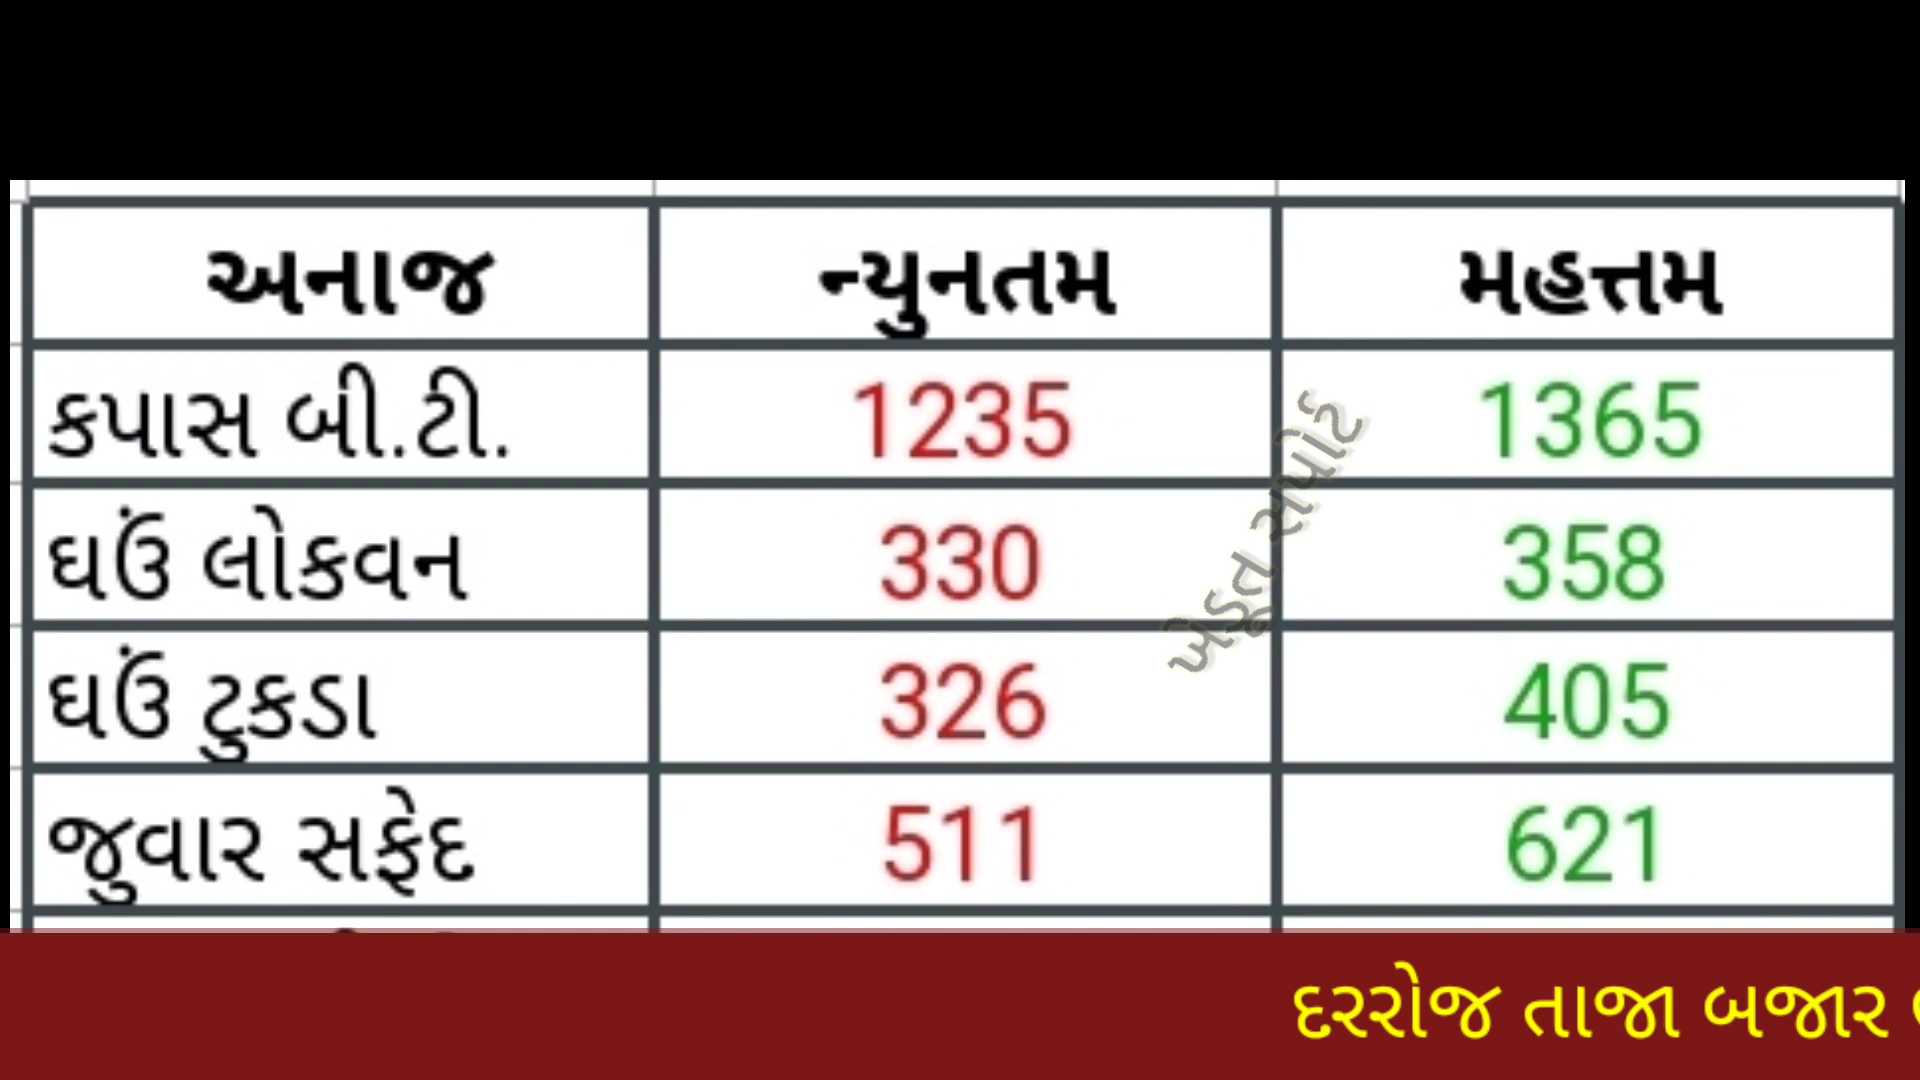 અનાજ ન્યુનતમ મહત્તમ
કપાસ બી.ટી. 1235 1365
ઘઉં લોકવન 330 358
ઘઉં ટુકડા 326 405
જુવાર સફેદ 511 621
ખેડૂત સપોર્ટ
દરરોજ તાજા બજાર